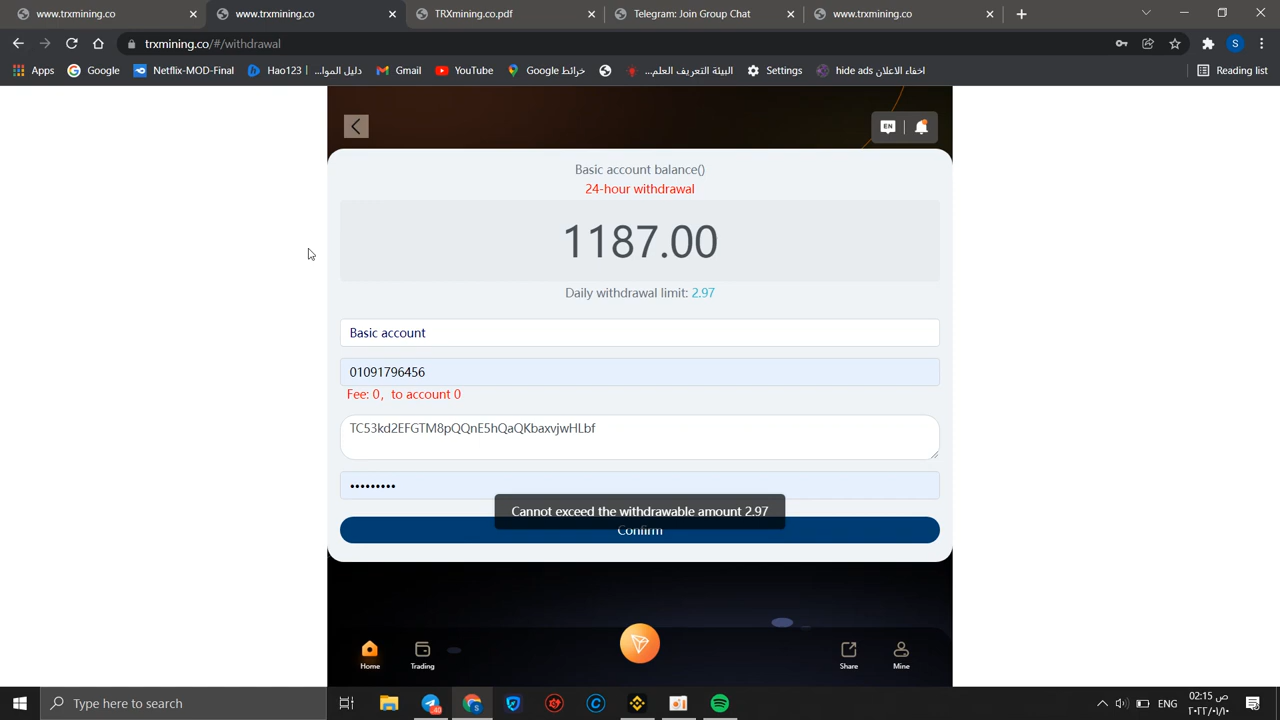 www.trxmining.co
www.trxmining.co
TRXmining.co.pdf
Telegram: Join Group Chat
www.trxmining.co
trxmining.co/#/withdrawal
Apps
Google
Netflix-MOD-Final
Hao123 | دليل الموا...
Gmail
YouTube
خرائط Google
البيئة التعريف العلم...
Settings
اخفاء الاعلان hide ads
Reading list
EN
Basic account balance()
24-hour withdrawal
1187.00
Daily withdrawal limit: 2.97
Basic account
01091796456
Fee: 0, to account 0
TC53kd2EFGTM8pQQnE5hQaQKbaxvjwHLbf
•••••••••
Cannot exceed the withdrawable amount 2.97
Confirm
Home
Trading
Share
Mine
Type here to search
ENG
02:15 ص